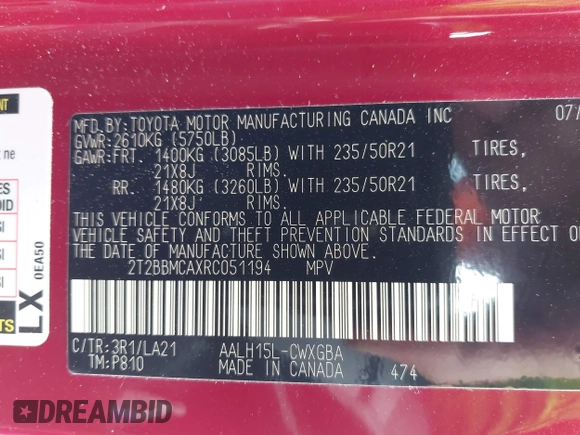 MFD. BY:TOYOTA MOTOR MANUFACTURING CANADA INC 07/
GVWR:2610KG (5750LB)
GAWR:FRT. 1400KG (3085LB) WITH 235/50R21 TIRES,
21X8J RIMS.
RR. 1480KG (3260LB) WITH 235/50R21 TIRES,
21X8J RIMS.
THIS VEHICLE CONFORMS TO ALL APPLICABLE FEDERAL MOTOR
VEHICLE SAFETY AND THEFT PREVENTION STANDARDS IN EFFECT
THE DATE OF MANUFACTURE SHOWN ABOVE.
2T2BBMCAXRC051194 MPV
C/TR:3R1/LA21 AALH15L-CWXGBA
TM:P810 MADE IN CANADA 474
LX 0EA50
DREAMBID